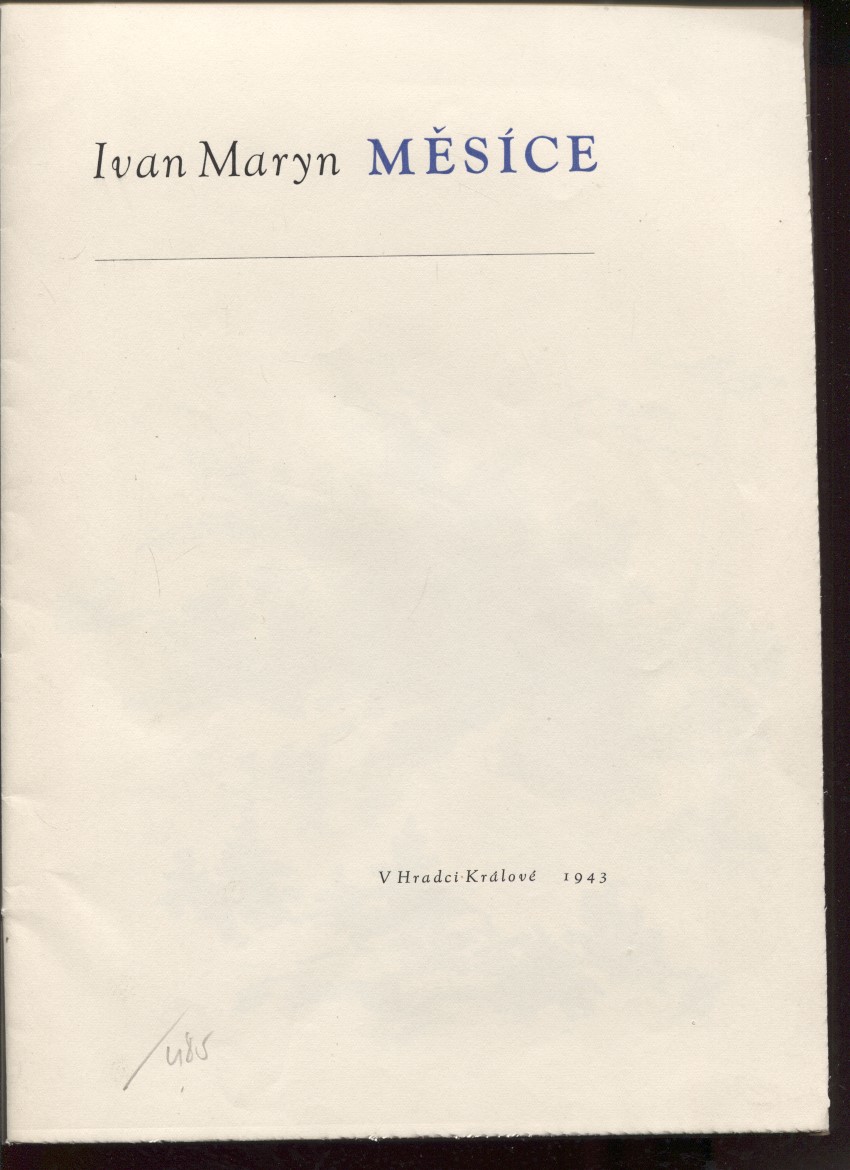 Ivan Maryn MĚSÍCE
V Hradci Králové 1943